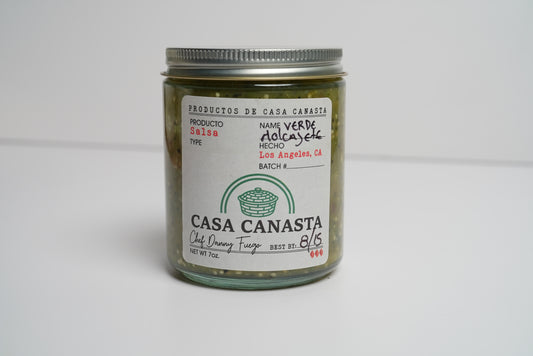 PRODUCTOS DE CASA CANASTA
PRODUCTO
Salsa
TYPE
NAME VERDE
Molcajete
HECHO
Los Angeles, CA
BATCH #
CASA CANASTA
Chef Danny Fuego
BEST BY: 8/15
NET WT 7oz.